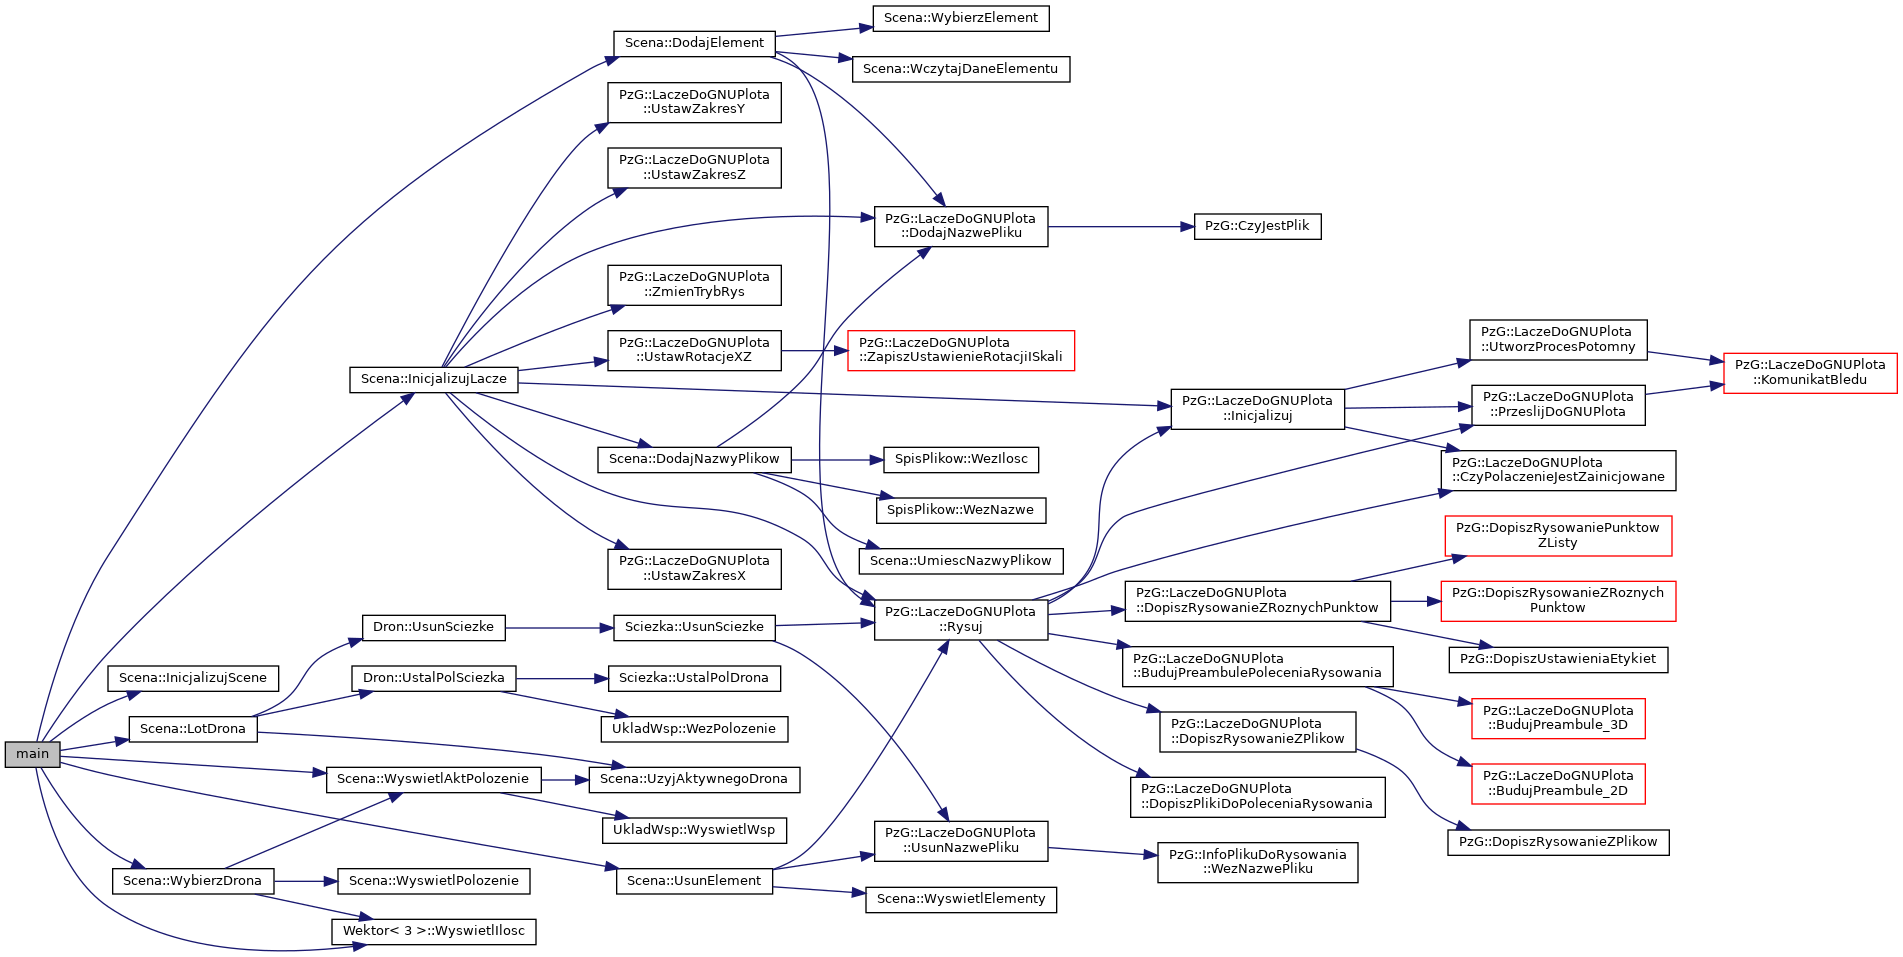 main
Scena::DodajElement
Scena::WybierzElement
Scena::WczytajDaneElementu
PzG::LaczeDoGNUPlota
::UstawZakresY
PzG::LaczeDoGNUPlota
::UstawZakresZ
PzG::LaczeDoGNUPlota
::DodajNazwePliku
PzG::CzyJestPlik
PzG::LaczeDoGNUPlota
::ZmienTrybRys
PzG::LaczeDoGNUPlota
::UstawRotacjeXZ
PzG::LaczeDoGNUPlota
::ZapiszUstawienieRotacjiISkali
Scena::InicjalizujLacze
PzG::LaczeDoGNUPlota
::Inicjalizuj
PzG::LaczeDoGNUPlota
::UtworzProcesPotomny
PzG::LaczeDoGNUPlota
::KomunikatBledu
PzG::LaczeDoGNUPlota
::PrzeslijDoGNUPlota
PzG::LaczeDoGNUPlota
::CzyPolaczenieJestZainicjowane
Scena::DodajNazwyPlikow
SpisPlikow::WezIlosc
SpisPlikow::WezNazwe
Scena::UmiescNazwyPlikow
PzG::LaczeDoGNUPlota
::UstawZakresX
PzG::LaczeDoGNUPlota
::Rysuj
PzG::LaczeDoGNUPlota
::DopiszRysowanieZRoznychPunktow
PzG::DopiszRysowaniePunktow
ZListy
PzG::DopiszRysowanieZRoznych
Punktow
PzG::DopiszUstawieniaEtykiet
PzG::LaczeDoGNUPlota
::BudujPreambulePoleceniaRysowania
PzG::LaczeDoGNUPlota
::BudujPreambule_3D
PzG::LaczeDoGNUPlota
::BudujPreambule_2D
PzG::LaczeDoGNUPlota
::DopiszRysowanieZPlikow
PzG::DopiszRysowanieZPlikow
PzG::LaczeDoGNUPlota
::DopiszPlikiDoPoleceniaRysowania
Dron::UsunSciezke
Sciezka::UsunSciezke
Scena::InicjalizujScene
Dron::UstalPolSciezka
Sciezka::UstalPolDrona
UkladWsp::WezPolozenie
Scena::LotDrona
Scena::WyswietlAktPolozenie
Scena::UzyjAktywnegoDrona
UkladWsp::WyswietlWsp
PzG::LaczeDoGNUPlota
::UsunNazwePliku
PzG::InfoPlikuDoRysowania
::WezNazwePliku
Scena::WybierzDrona
Scena::WyswietlPolozenie
Scena::UsunElement
Scena::WyswietlElementy
Wektor< 3 >::WyswietlIlosc